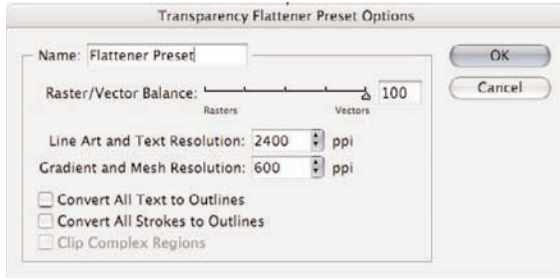 Transparency Flattener Preset Options
Name: Flattener Preset
OK
Raster/Vector Balance: 100
Cancel
Rasters Vectors
Line Art and Text Resolution: 2400 ppi
Gradient and Mesh Resolution: 600 ppi
Convert All Text to Outlines
Convert All Strokes to Outlines
Clip Complex Regions